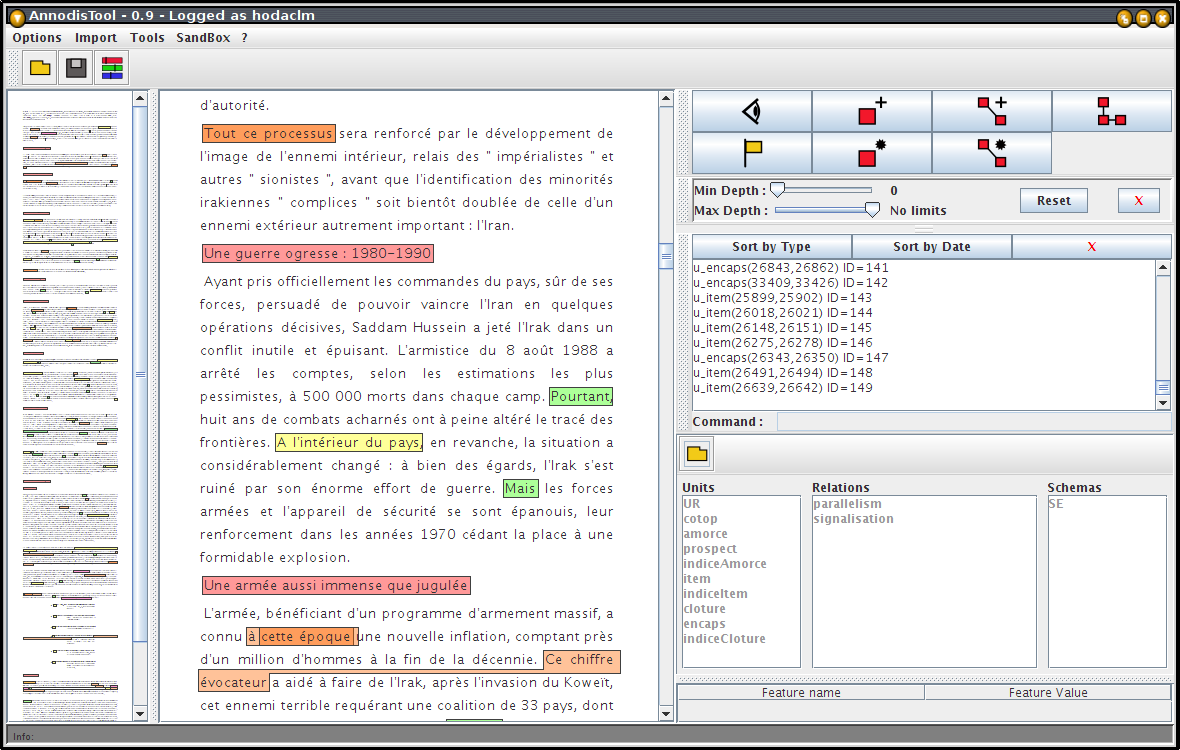 AnnodisTool - 0.9 - Logged as hodaclm
Options Import Tools SandBox ?
d'autorité.
Tout ce processus sera renforcé par le développement de
l'image de l'ennemi intérieur, relais des " impérialistes " et
autres " sionistes ", avant que l'identification des minorités
irakiennes " complices " soit bientôt doublée de celle d'un
ennemi extérieur autrement important : l'Iran.
Une guerre ogresse : 1980–1990
Ayant pris officiellement les commandes du pays, sûr de ses
forces, persuadé de pouvoir vaincre l'Iran en quelques
opérations décisives, Saddam Hussein a jeté l'Irak dans un
conflit inutile et épuisant. L'armistice du 8 août 1988 a
arrêté les comptes, selon les estimations les plus
pessimistes, à 500 000 morts dans chaque camp. Pourtant,
huit ans de combats acharnés ont à peine altéré le tracé des
frontières. A l'intérieur du pays, en revanche, la situation a
considérablement changé : à bien des égards, l'Irak s'est
ruiné par son énorme effort de guerre. Mais les forces
armées et l'appareil de sécurité se sont épanouis, leur
renforcement dans les années 1970 cédant la place à une
formidable explosion.
Une armée aussi immense que jugulée
L'armée, bénéficiant d'un programme d'armement massif, a
connu à cette époque une nouvelle inflation, comptant près
d'un million d'hommes à la fin de la décennie. Ce chiffre
évocateur a aidé à faire de l'Irak, après l'invasion du Koweït,
cet ennemi terrible requérant une coalition de 33 pays, dont
Min Depth : 0
Max Depth : No limits
Reset X
Sort by Type Sort by Date X
u_encaps(26843,26862) ID=141
u_encaps(33409,33426) ID=142
u_item(25899,25902) ID=143
u_item(26018,26021) ID=144
u_item(26148,26151) ID=145
u_item(26275,26278) ID=146
u_encaps(26343,26350) ID=147
u_item(26491,26494) ID=148
u_item(26639,26642) ID=149
Command :
Units
UR
cotop
amorce
prospect
indiceAmorce
item
indiceItem
cloture
encaps
indiceCloture
Relations
parallelism
signalisation
Schemas
SE
Feature name Feature Value
Info: